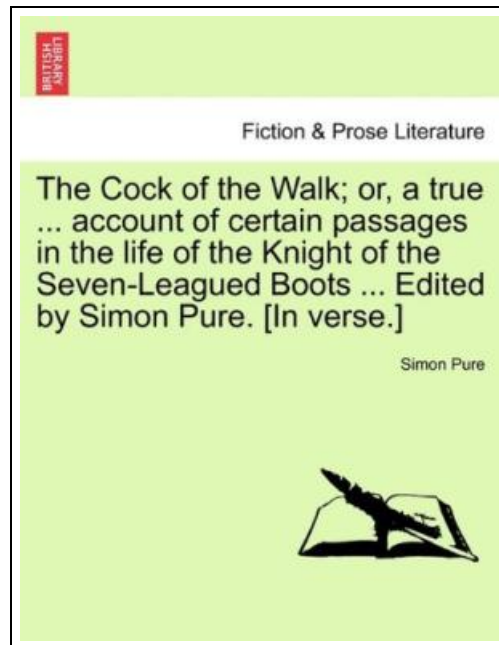 BRITISH
LIBRARY
Fiction & Prose Literature
The Cock of the Walk; or, a true
... account of certain passages
in the life of the Knight of the
Seven-Leagued Boots ... Edited
by Simon Pure. [In verse.]
Simon Pure